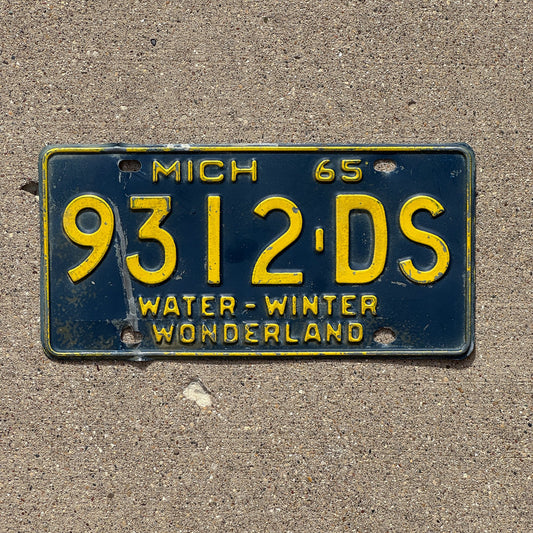 MICH 65
9312·DS
WATER-WINTER
WONDERLAND